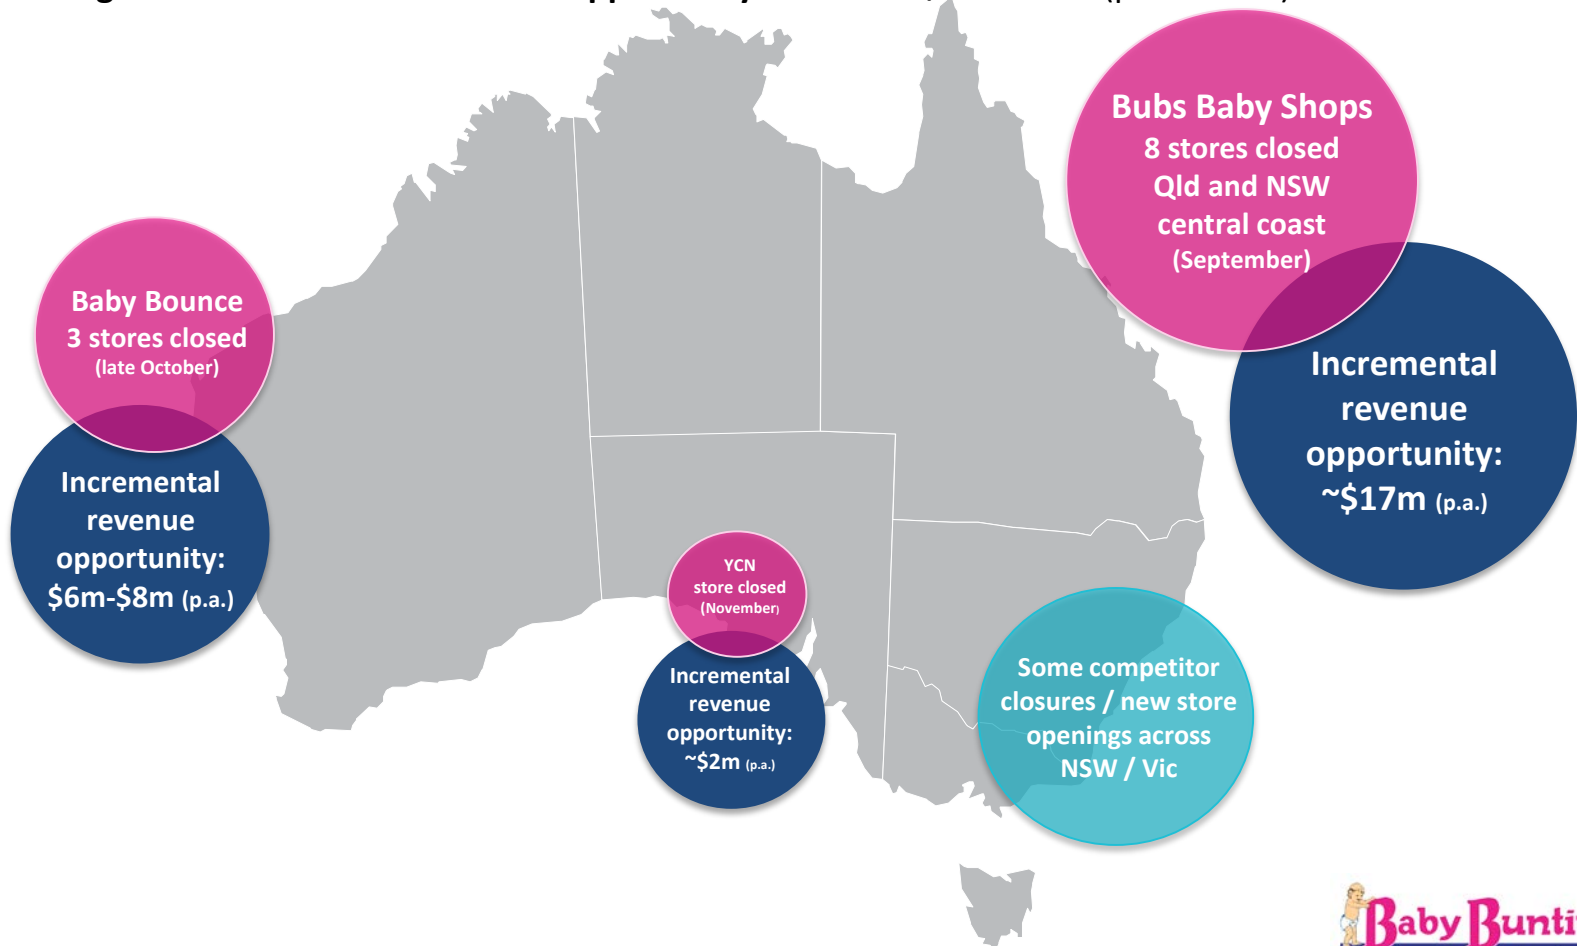 Bubs Baby Shops
8 stores closed
Qld and NSW
central coast
(September)
Baby Bounce
3 stores closed
(late October)
Incremental
revenue
opportunity:
~$17m (p.a.)
Incremental
revenue
opportunity:
$6m-$8m (p.a.)
YCN
store closed
(November)
Incremental
revenue
opportunity:
~$2m (p.a.)
Some competitor
closures / new store
openings across
NSW / Vic
Baby